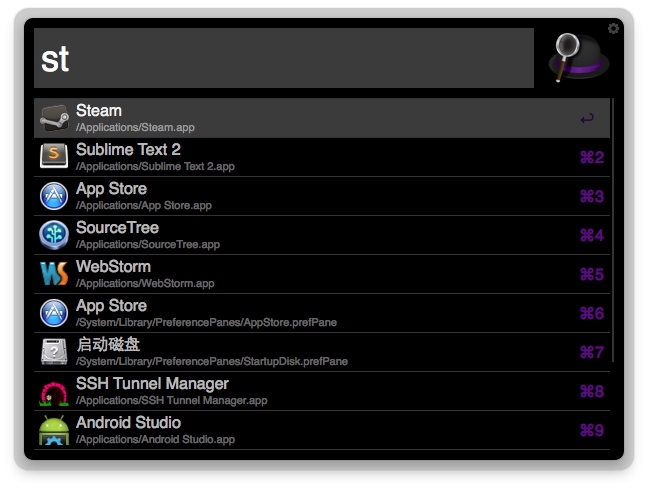 st
Steam
/Applications/Steam.app
↩
Sublime Text 2
/Applications/Sublime Text 2.app
⌘2
App Store
/Applications/App Store.app
⌘3
SourceTree
/Applications/SourceTree.app
⌘4
WebStorm
/Applications/WebStorm.app
⌘5
App Store
/System/Library/PreferencePanes/AppStore.prefPane
⌘6
启动磁盘
/System/Library/PreferencePanes/StartupDisk.prefPane
⌘7
SSH Tunnel Manager
/Applications/SSH Tunnel Manager.app
⌘8
Android Studio
/Applications/Android Studio.app
⌘9